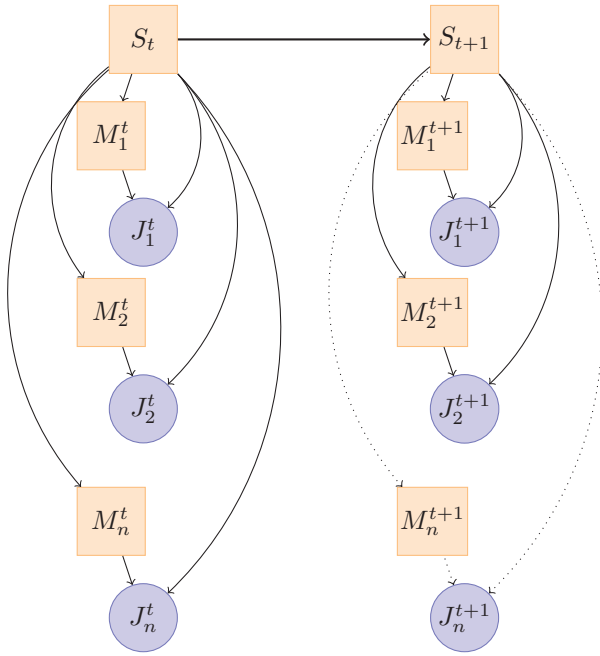 S_t
S_{t+1}
M_1^t
M_1^{t+1}
J_1^t
J_1^{t+1}
M_2^t
M_2^{t+1}
J_2^t
J_2^{t+1}
M_n^t
M_n^{t+1}
J_n^t
J_n^{t+1}